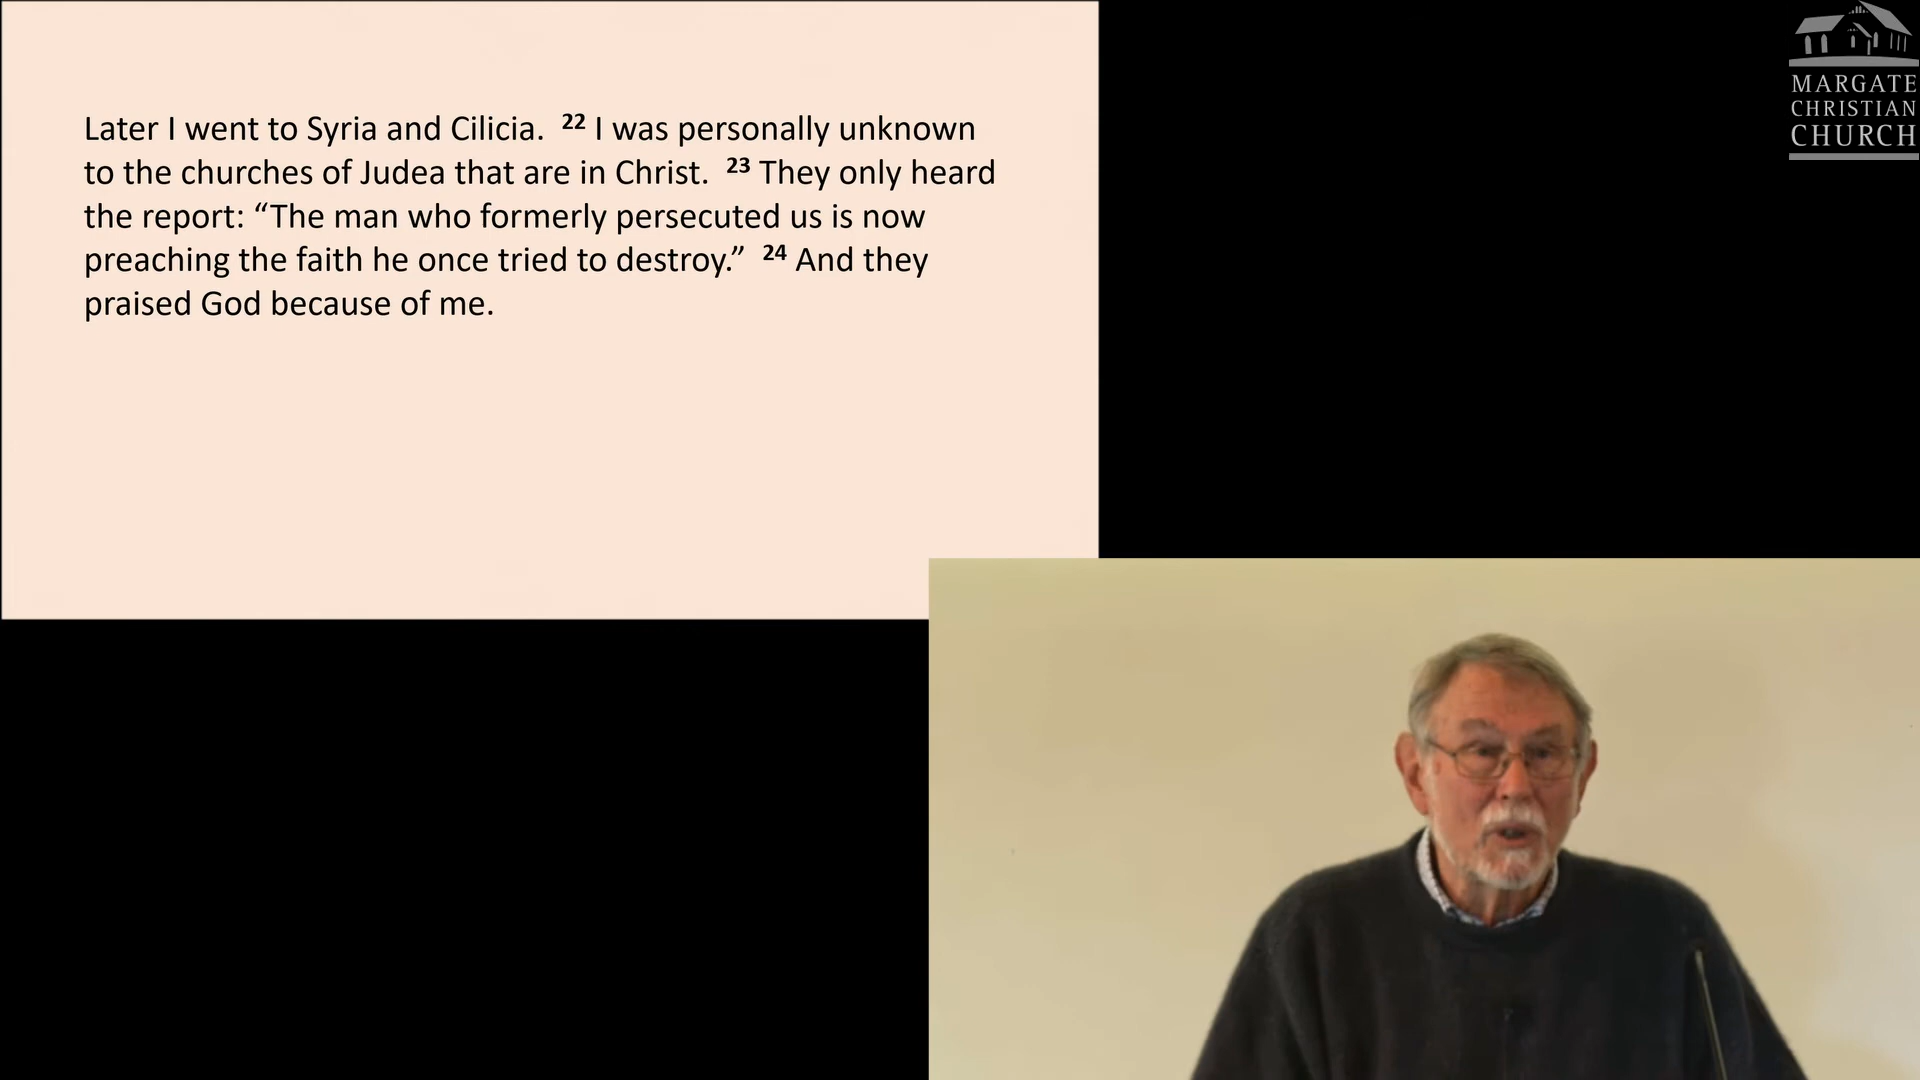 Later I went to Syria and Cilicia. 22 I was personally unknown
to the churches of Judea that are in Christ. 23 They only heard
the report: “The man who formerly persecuted us is now
preaching the faith he once tried to destroy.” 24 And they
praised God because of me.
MARGATE
CHRISTIAN
CHURCH